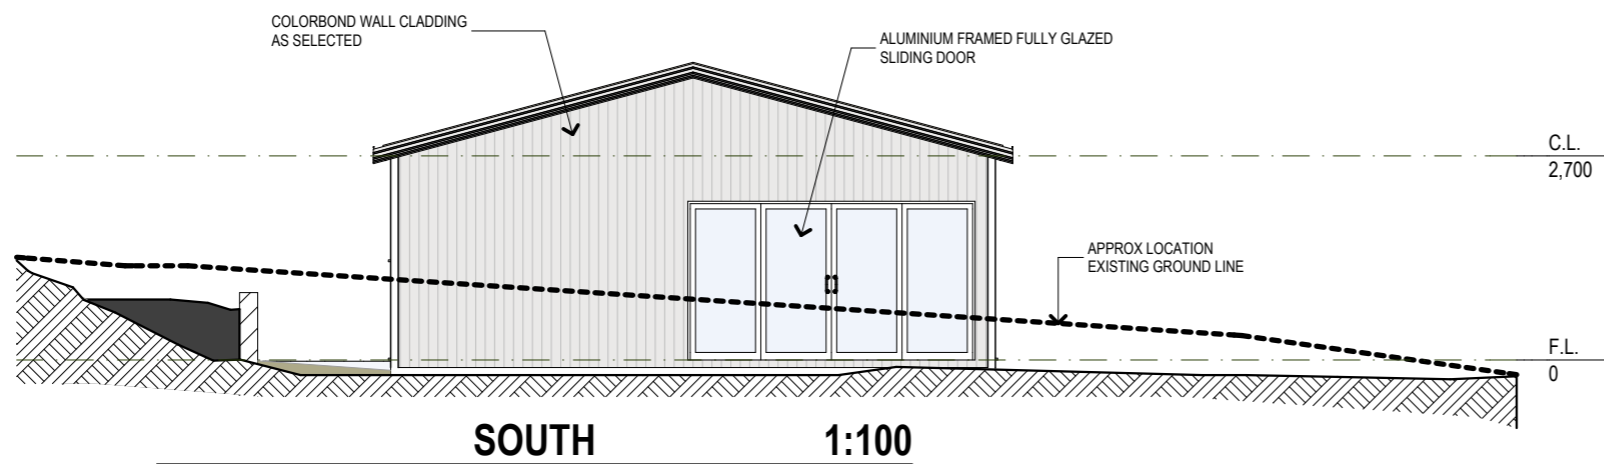 COLORBOND WALL CLADDING
AS SELECTED
ALUMINIUM FRAMED FULLY GLAZED
SLIDING DOOR
C.L.
2,700
APPROX LOCATION
EXISTING GROUND LINE
F.L.
0
SOUTH 1:100